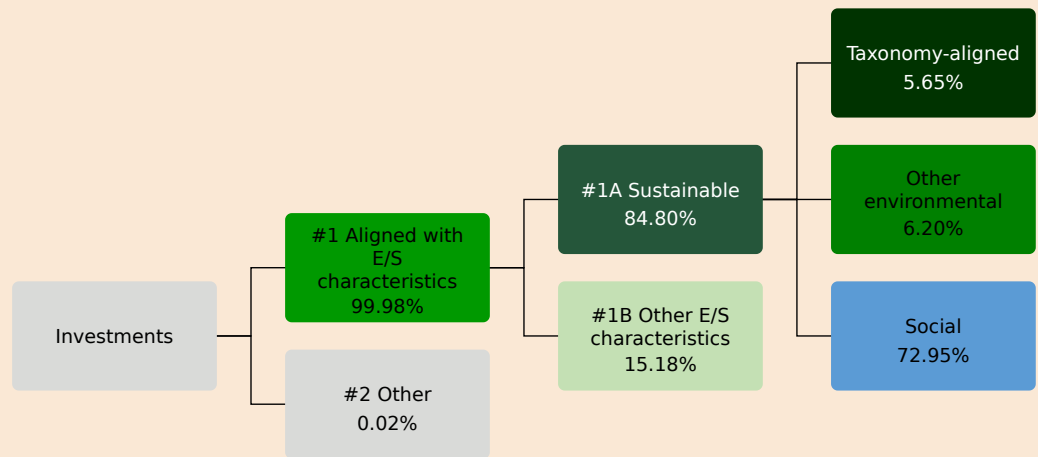 Investments
#1 Aligned with
E/S
characteristics
99.98%
#2 Other
0.02%
#1A Sustainable
84.80%
#1B Other E/S
characteristics
15.18%
Taxonomy-aligned
5.65%
Other
environmental
6.20%
Social
72.95%